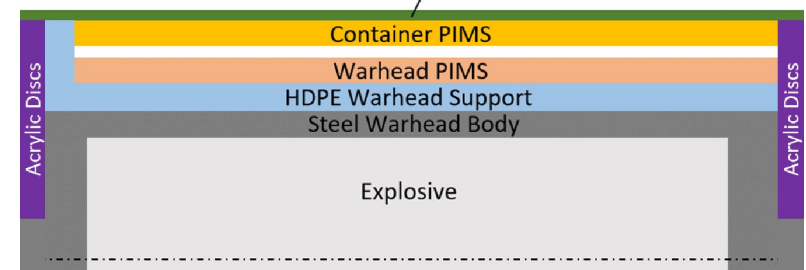 Container PIMS
Warhead PIMS
HDPE Warhead Support
Steel Warhead Body
Explosive
Acrylic Discs
Acrylic Discs